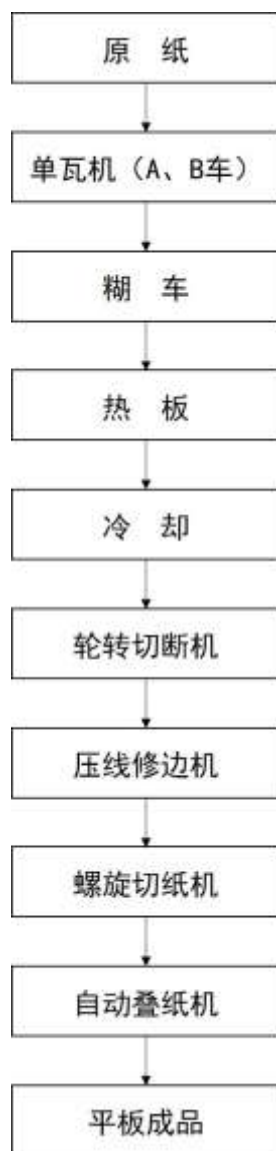 原 纸
单瓦机（A、B车）
糊 车
热 板
冷 却
轮转切断机
压线修边机
螺旋切纸机
自动叠纸机
平板成品